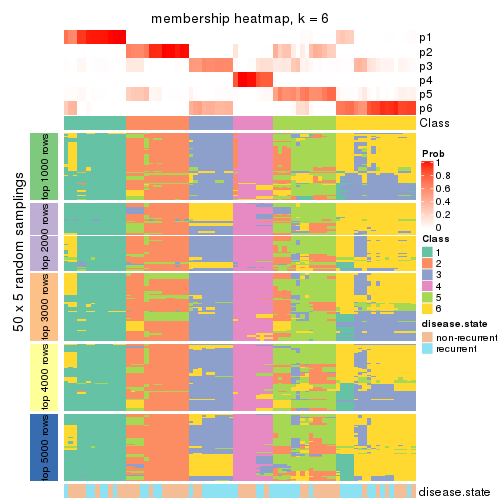 membership heatmap, k = 6
p1
p2
p3
p4
p5
p6
Class
50 x 5 random samplings
top 1000 rows
top 2000 rows
top 3000 rows
top 4000 rows
top 5000 rows
Prob
1
0.8
0.6
0.4
0.2
0
Class
1
2
3
4
5
6
disease.state
non-recurrent
recurrent
disease.state